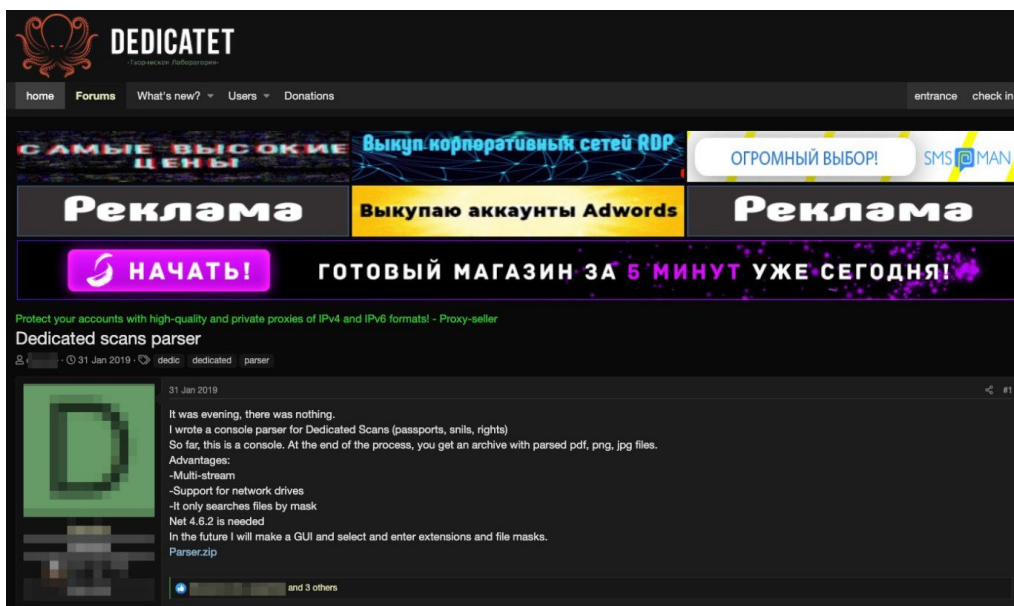 DEDICATET
-Творческая Лаборатория-
home Forums What's new? Users Donations entrance check in
САМЫЕ ВЫСОКИЕ ЦЕНЫ
Выкуп корпоративных сетей RDP
ОГРОМНЫЙ ВЫБОР! SMS MAN
Реклама
Выкупаю аккаунты Adwords
Реклама
НАЧАТЬ! ГОТОВЫЙ МАГАЗИН ЗА 5 МИНУТ УЖЕ СЕГОДНЯ!
Protect your accounts with high-quality and private proxies of IPv4 and IPv6 formats! - Proxy-seller
Dedicated scans parser
31 Jan 2019 dedic dedicated parser
31 Jan 2019 #1
D
It was evening, there was nothing.
I wrote a console parser for Dedicated Scans (passports, snils, rights)
So far, this is a console. At the end of the process, you get an archive with parsed pdf, png, jpg files.
Advantages:
-Multi-stream
-Support for network drives
-It only searches files by mask
Net 4.6.2 is needed
In the future I will make a GUI and select and enter extensions and file masks.
Parser.zip
and 3 others